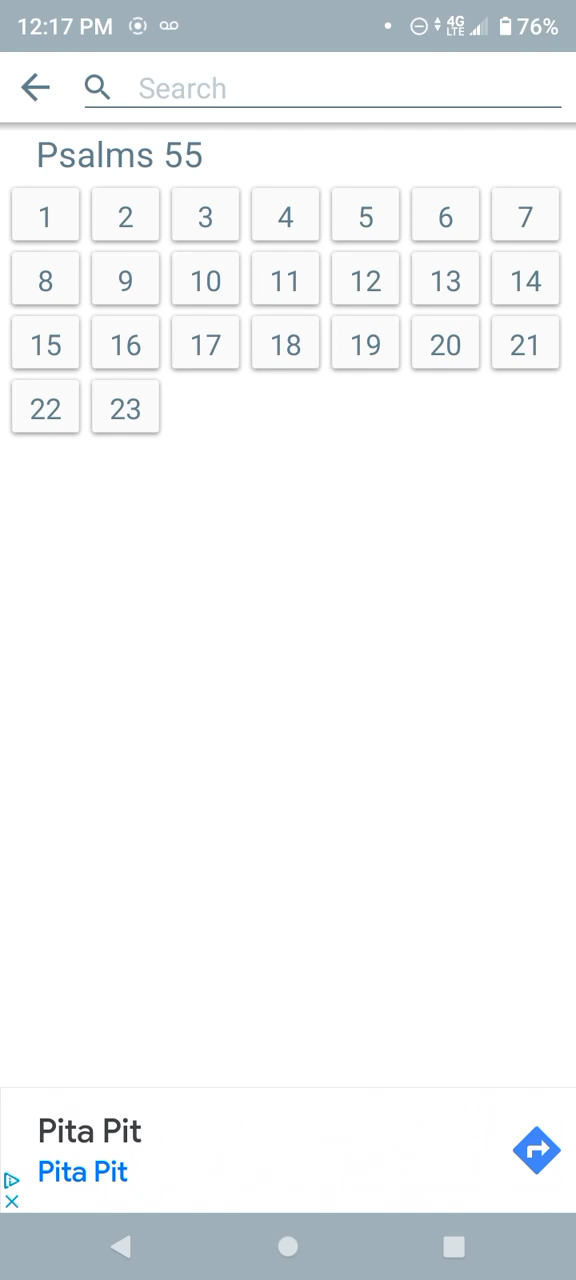 12:17 PM 4G LTE 76%
Search
Psalms 55
1 2 3 4 5 6 7
8 9 10 11 12 13 14
15 16 17 18 19 20 21
22 23
Pita Pit
Pita Pit